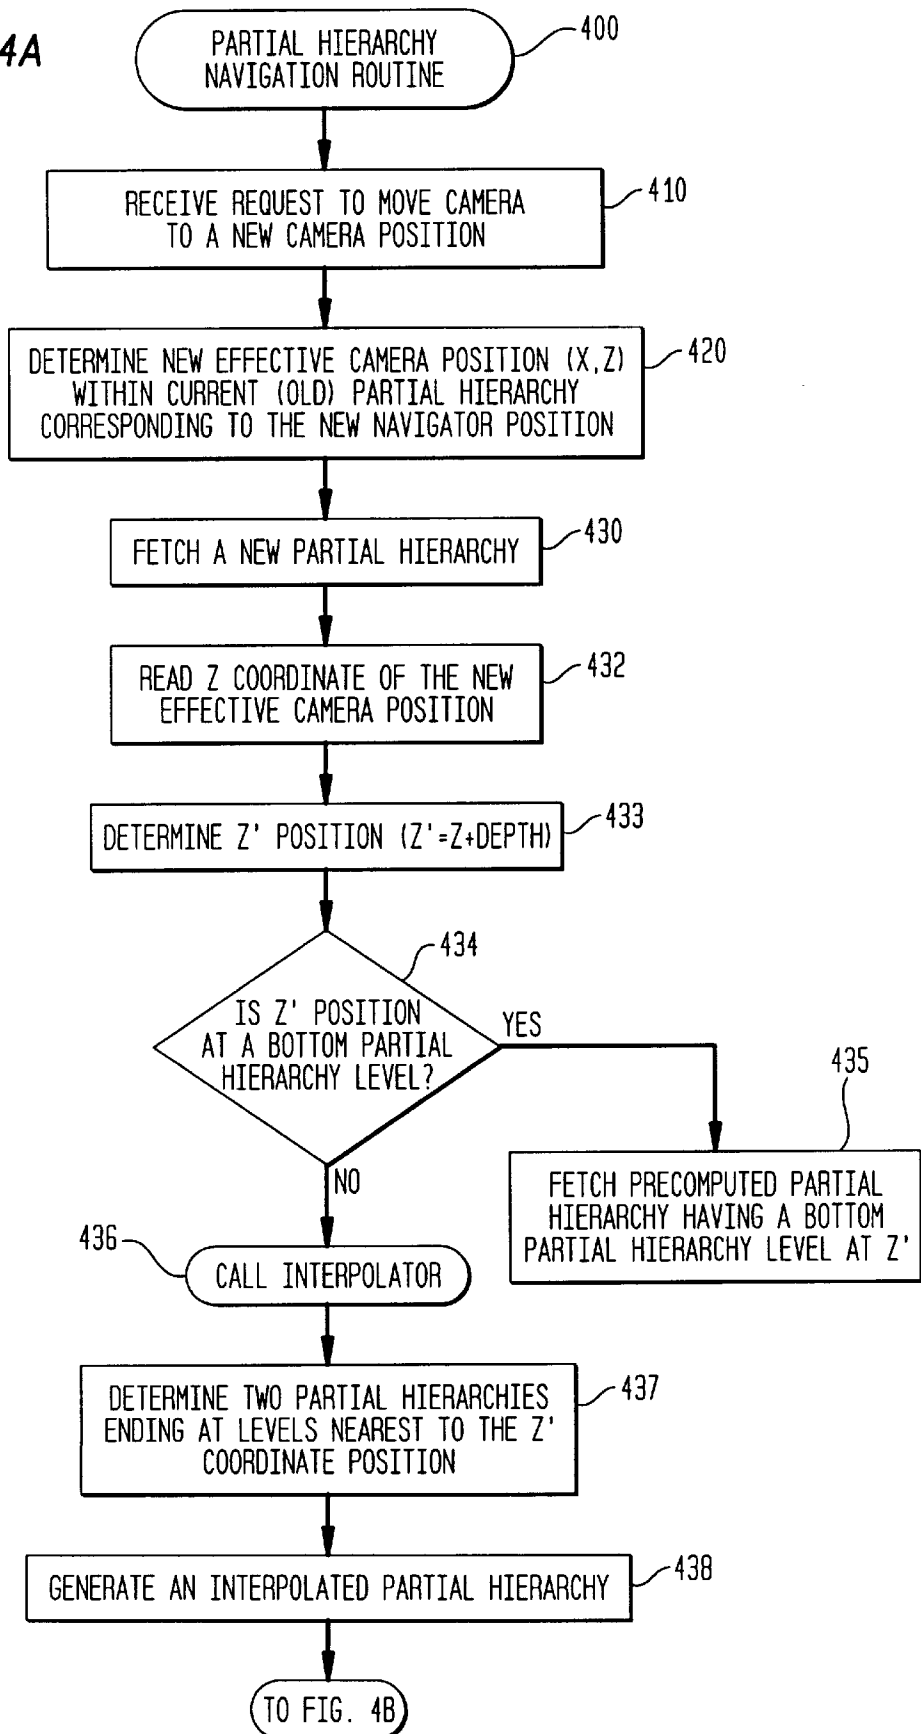 4A
PARTIAL HIERARCHY
NAVIGATION ROUTINE
400
RECEIVE REQUEST TO MOVE CAMERA
TO A NEW CAMERA POSITION
410
DETERMINE NEW EFFECTIVE CAMERA POSITION (X,Z)
WITHIN CURRENT (OLD) PARTIAL HIERARCHY
CORRESPONDING TO THE NEW NAVIGATOR POSITION
420
FETCH A NEW PARTIAL HIERARCHY
430
READ Z COORDINATE OF THE NEW
EFFECTIVE CAMERA POSITION
432
DETERMINE Z' POSITION (Z'=Z+DEPTH)
433
434
IS Z' POSITION
AT A BOTTOM PARTIAL
HIERARCHY LEVEL?
YES
435
FETCH PRECOMPUTED PARTIAL
HIERARCHY HAVING A BOTTOM
PARTIAL HIERARCHY LEVEL AT Z'
NO
436
CALL INTERPOLATOR
DETERMINE TWO PARTIAL HIERARCHIES
ENDING AT LEVELS NEAREST TO THE Z'
COORDINATE POSITION
437
GENERATE AN INTERPOLATED PARTIAL HIERARCHY
438
TO FIG. 4B